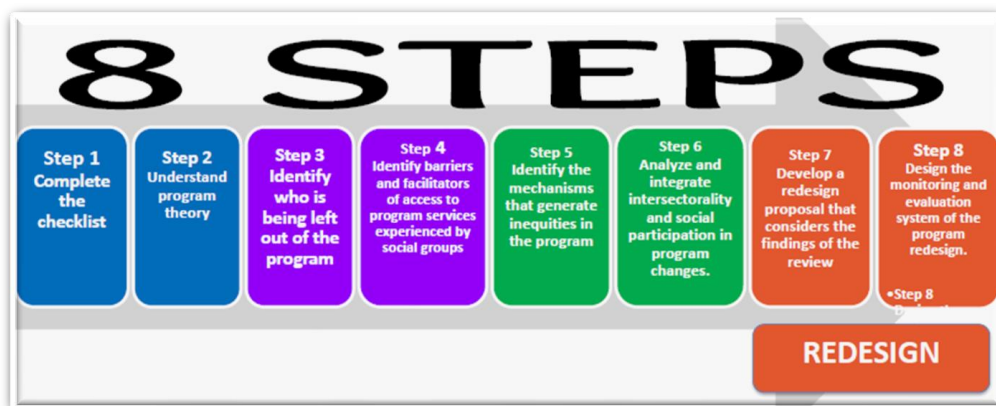 8 STEPS
Step 1
Complete
the
checklist
Step 2
Understand
program
theory
Step 3
Identify
who is
being left
out of the
program
Step 4
Identify barriers
and facilitators
of access to
program services
experienced by
social groups
Step 5
Identify the
mechanisms
that generate
inequities in
the program
Step 6
Analyze and
integrate
intersectorality
and social
participation in
program
changes.
Step 7
Develop a
redesign
proposal that
considers the
findings of the
review
Step 8
Design the
monitoring and
evaluation
system of the
program
redesign.
•Step 8
REDESIGN